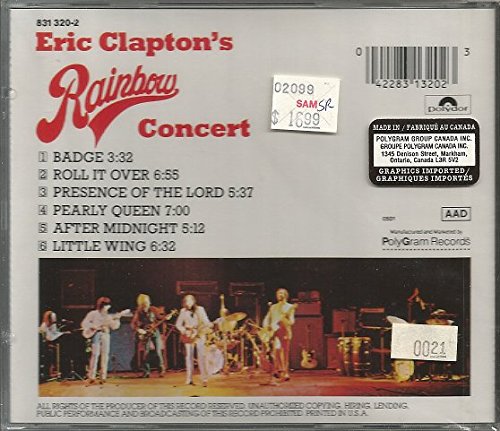 831 320-2
Eric Clapton's
Rainbow
Concert
02099
SAM SR
$ 16.99
0 42283 13202 3
polydor
MADE IN / FABRIQUÉ AU CANADA
POLYGRAM GROUP CANADA INC.
GROUPE POLYGRAM CANADA INC.
1345 Denison Street, Markham,
Ontario, Canada L3R 5V2
GRAPHICS IMPORTED/
GRAPHIQUES IMPORTÉS
1 BADGE 3:32
2 ROLL IT OVER 6:55
3 PRESENCE OF THE LORD 5:37
4 PEARLY QUEEN 7:00
5 AFTER MIDNIGHT 5:12
6 LITTLE WING 6:32
0501
AAD
Manufactured and Marketed by
PolyGram Records
0021
ALL RIGHTS OF THE PRODUCER OF THIS RECORD RESERVED. UNAUTHORIZED COPYING, HIRING, LENDING,
PUBLIC PERFORMANCE AND BROADCASTING OF THIS RECORD PROHIBITED. PRINTED IN U.S.A.